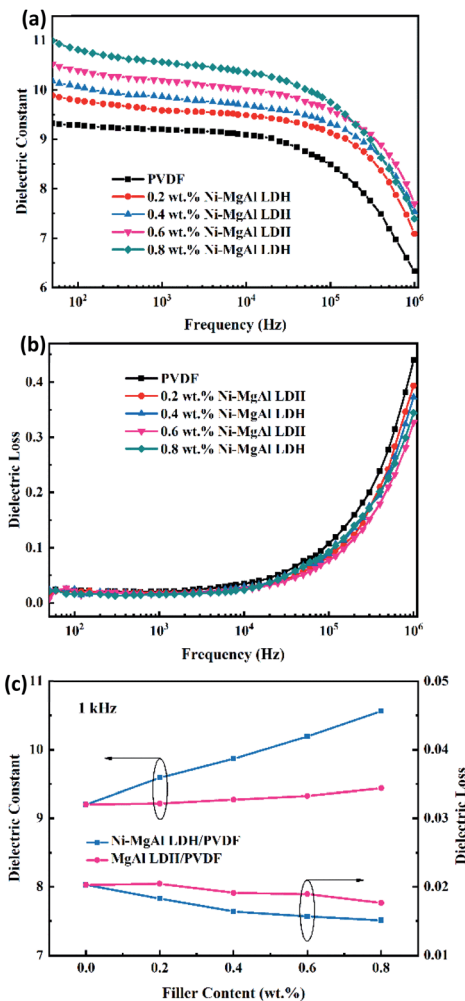 (a)
11
10
9
8
7
6
Dielectric Constant
PVDF
0.2 wt.% Ni-MgAl LDH
0.4 wt.% Ni-MgAl LDII
0.6 wt.% Ni-MgAl LDII
0.8 wt.% Ni-MgAl LDH
10²
10³
10⁴
10⁵
10⁶
Frequency (Hz)
(b)
0.4
0.3
0.2
0.1
0.0
Dielectric Loss
PVDF
0.2 wt.% Ni-MgAl LDII
0.4 wt.% Ni-MgAl LDH
0.6 wt.% Ni-MgAl LDII
0.8 wt.% Ni-MgAl LDH
10²
10³
10⁴
10⁵
10⁶
Frequency (Hz)
(c)
11
10
9
8
7
Dielectric Constant
1 kHz
Ni-MgAl LDH/PVDF
MgAl LDII/PVDF
0.05
0.04
0.03
0.02
0.01
Dielectric Loss
0.0
0.2
0.4
0.6
0.8
Filler Content (wt.%)